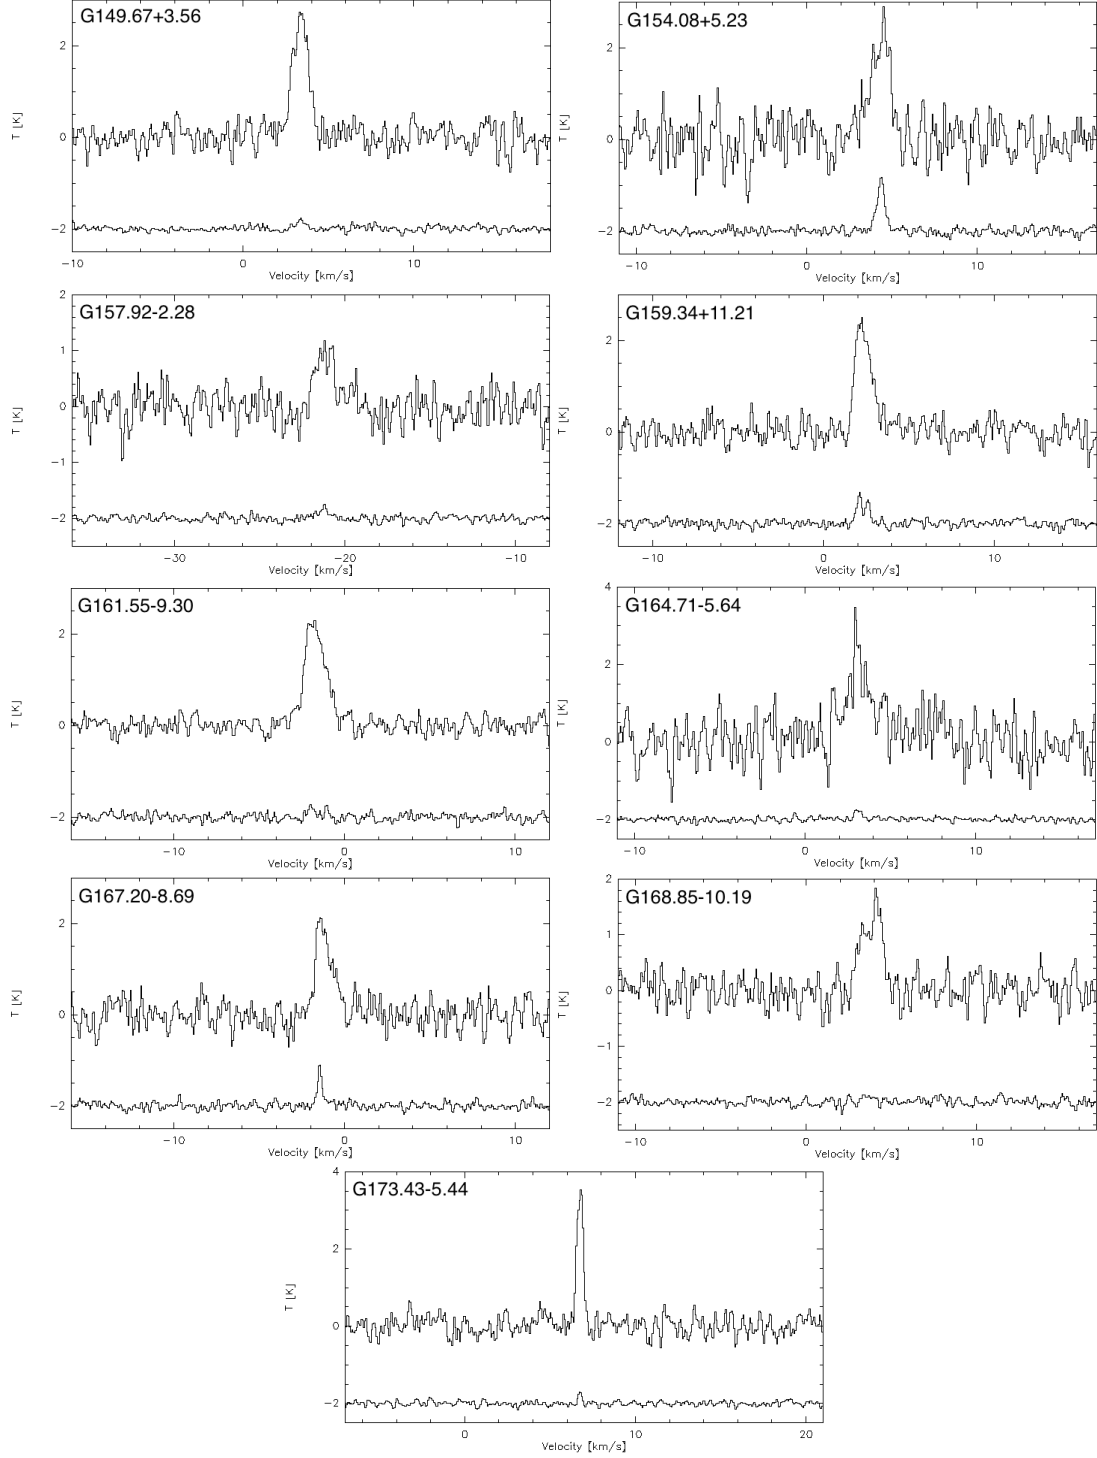 G149.67+3.56
T [K]
2
0
−2
−10
0
10
Velocity [km/s]
G154.08+5.23
T [K]
2
0
−2
−10
0
10
Velocity [km/s]
G157.92-2.28
T [K]
2
1
0
−1
−2
−30
−20
−10
Velocity [km/s]
G159.34+11.21
T [K]
2
0
−2
−10
0
10
Velocity [km/s]
G161.55-9.30
T [K]
2
0
−2
−10
0
10
Velocity [km/s]
G164.71-5.64
T [K]
4
2
0
−2
−10
0
10
Velocity [km/s]
G167.20-8.69
T [K]
2
0
−2
−10
0
10
Velocity [km/s]
G168.85-10.19
T [K]
2
1
0
−1
−2
−10
0
10
Velocity [km/s]
G173.43-5.44
T [K]
4
2
0
−2
0
10
20
Velocity [km/s]